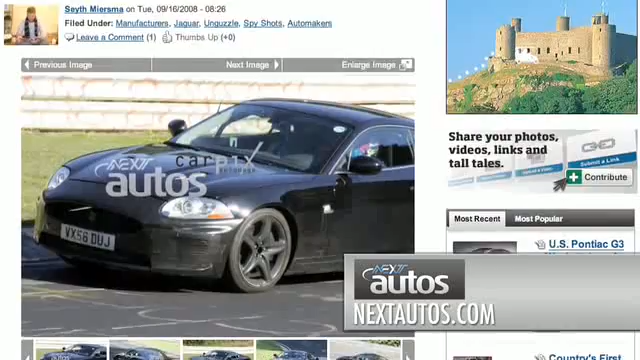 Seyth Miersma on Tue, 09/16/2008 - 08:26
Filed Under: Manufacturers, Jaguar, Unguzzle, Spy Shots, Automakers
Leave a Comment (1) Thumbs Up (+0)
Previous Image Next Image Enlarge Image
NEXT autos
CarPix
VX56 DUJ
Share your photos,
videos, links and
tall tales.
Submit a Link
Contribute
Most Recent Most Popular
U.S. Pontiac G3
Country's First
NEXT autos
NEXTAUTOS.COM
autos